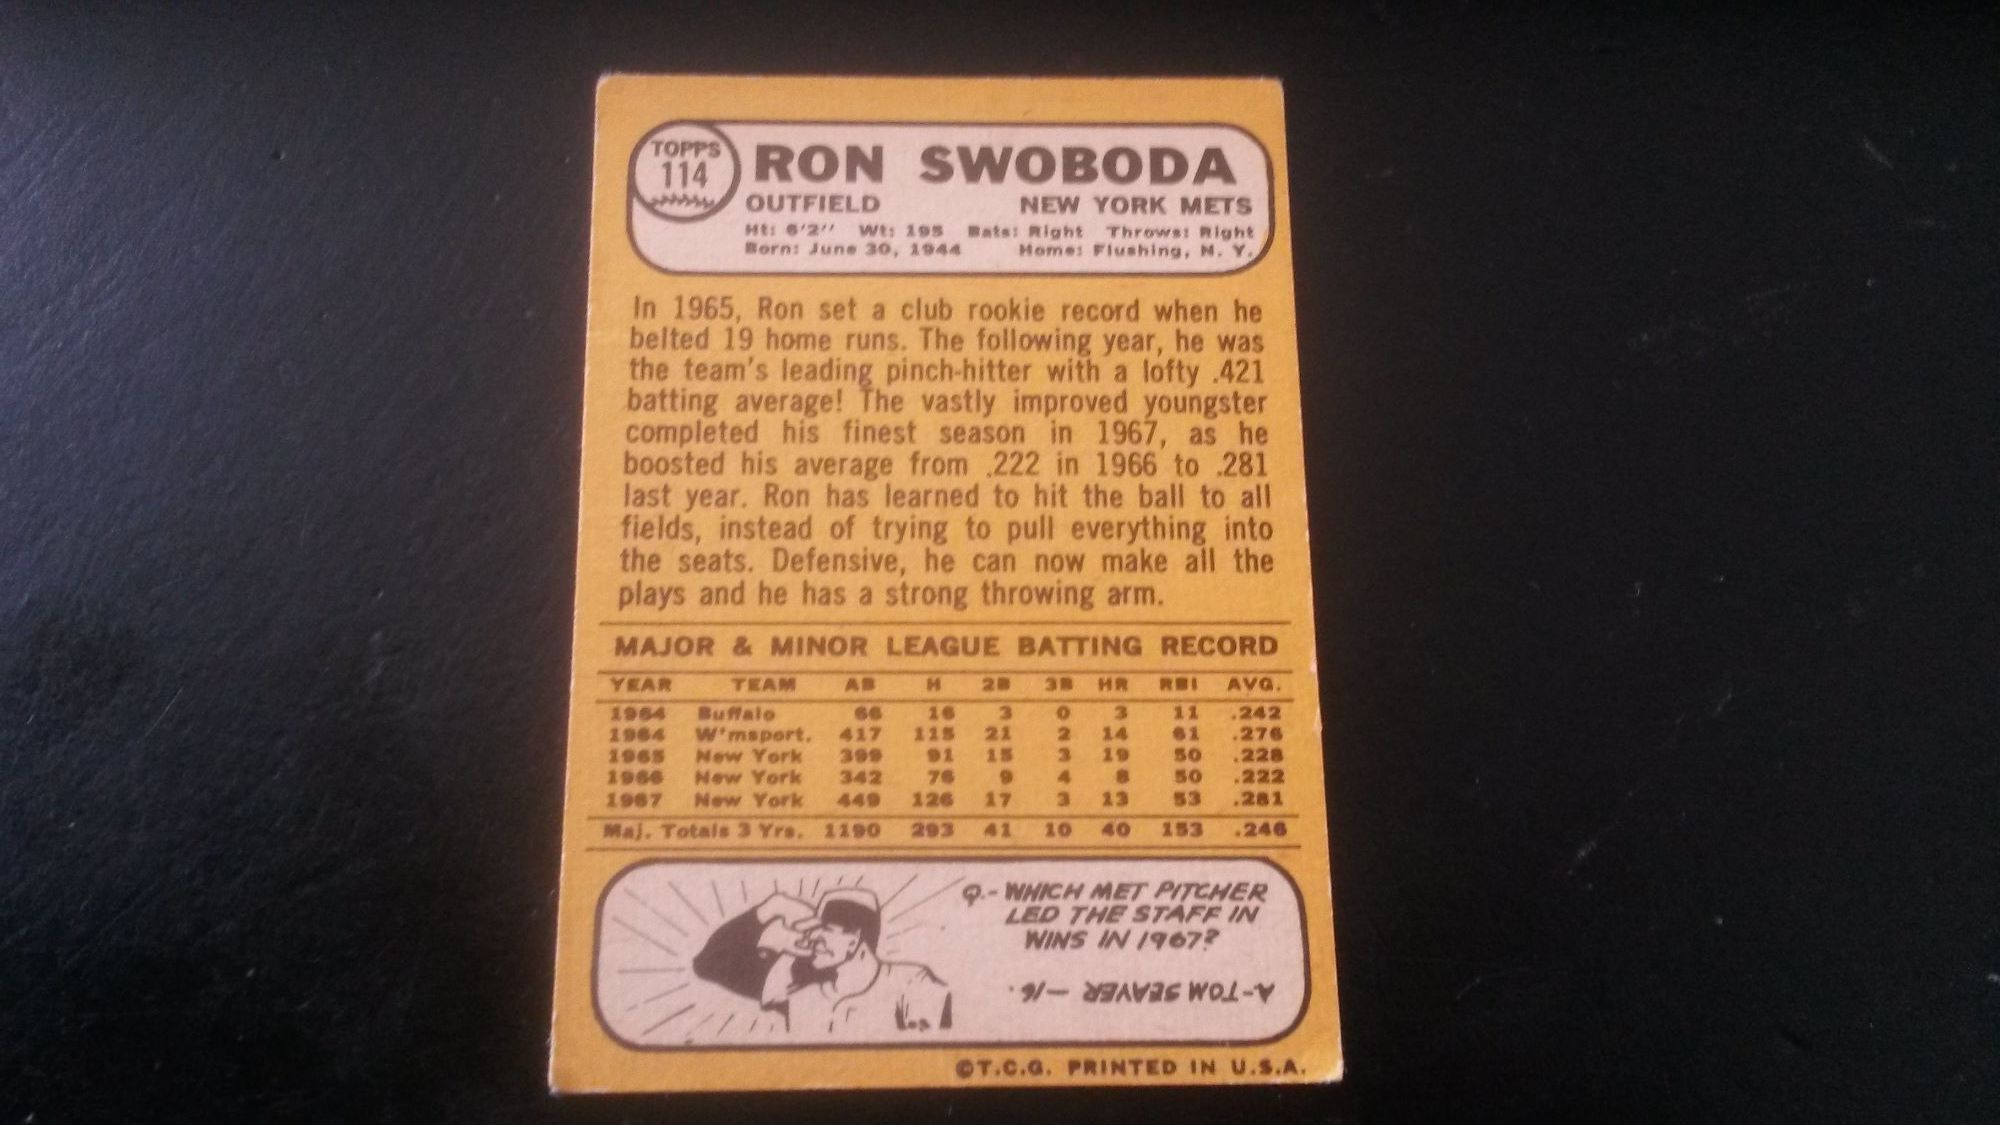 TOPPS
114
RON SWOBODA
OUTFIELD NEW YORK METS
Ht: 6'2" Wt: 195 Bats: Right Throws: Right
Born: June 30, 1944 Home: Flushing, N. Y.
In 1965, Ron set a club rookie record when he
belted 19 home runs. The following year, he was
the team's leading pinch-hitter with a lofty .421
batting average! The vastly improved youngster
completed his finest season in 1967, as he
boosted his average from .222 in 1966 to .281
last year. Ron has learned to hit the ball to all
fields, instead of trying to pull everything into
the seats. Defensive, he can now make all the
plays and he has a strong throwing arm.
MAJOR & MINOR LEAGUE BATTING RECORD
YEAR TEAM AB H 2B 3B HR RBI AVG.
1964 Buffalo 66 16 3 0 3 11 .242
1964 W'msport. 417 115 21 2 14 61 .276
1965 New York 399 91 15 3 19 50 .228
1966 New York 342 76 9 4 8 50 .222
1967 New York 449 126 17 3 13 53 .281
Maj. Totals 3 Yrs. 1190 293 41 10 40 153 .246
Q.- WHICH MET PITCHER
LED THE STAFF IN
WINS IN 1967?
A-TOM SEAVER - 16.
©T.C.G. PRINTED IN U.S.A.